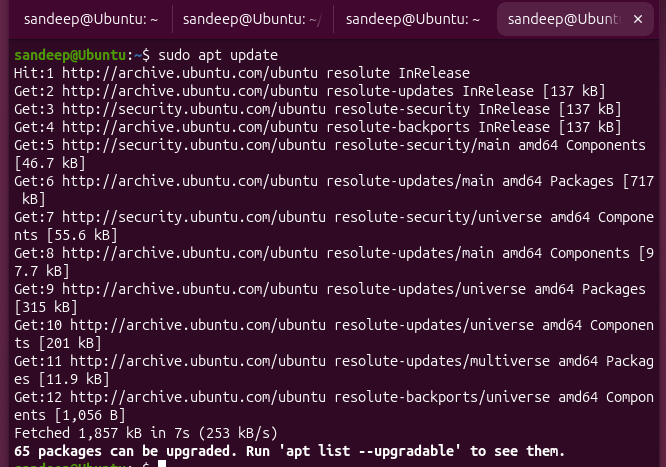 sandeep@Ubuntu: ~
sandeep@Ubuntu: ~/
sandeep@Ubuntu: ~
sandeep@Ubuntu: ×
sandeep@Ubuntu:~$ sudo apt update
Hit:1 http://archive.ubuntu.com/ubuntu resolute InRelease
Get:2 http://archive.ubuntu.com/ubuntu resolute-updates InRelease [137 kB]
Get:3 http://security.ubuntu.com/ubuntu resolute-security InRelease [137 kB]
Get:4 http://archive.ubuntu.com/ubuntu resolute-backports InRelease [137 kB]
Get:5 http://security.ubuntu.com/ubuntu resolute-security/main amd64 Components
[46.7 kB]
Get:6 http://archive.ubuntu.com/ubuntu resolute-updates/main amd64 Packages [717
 kB]
Get:7 http://security.ubuntu.com/ubuntu resolute-security/universe amd64 Compone
nts [55.6 kB]
Get:8 http://archive.ubuntu.com/ubuntu resolute-updates/main amd64 Components [9
7.7 kB]
Get:9 http://archive.ubuntu.com/ubuntu resolute-updates/universe amd64 Packages
[315 kB]
Get:10 http://archive.ubuntu.com/ubuntu resolute-updates/universe amd64 Componen
ts [201 kB]
Get:11 http://archive.ubuntu.com/ubuntu resolute-updates/multiverse amd64 Packag
es [11.9 kB]
Get:12 http://archive.ubuntu.com/ubuntu resolute-backports/universe amd64 Compon
ents [1,056 B]
Fetched 1,857 kB in 7s (253 kB/s)
65 packages can be upgraded. Run 'apt list --upgradable' to see them.
sandeep@Ubuntu:~$